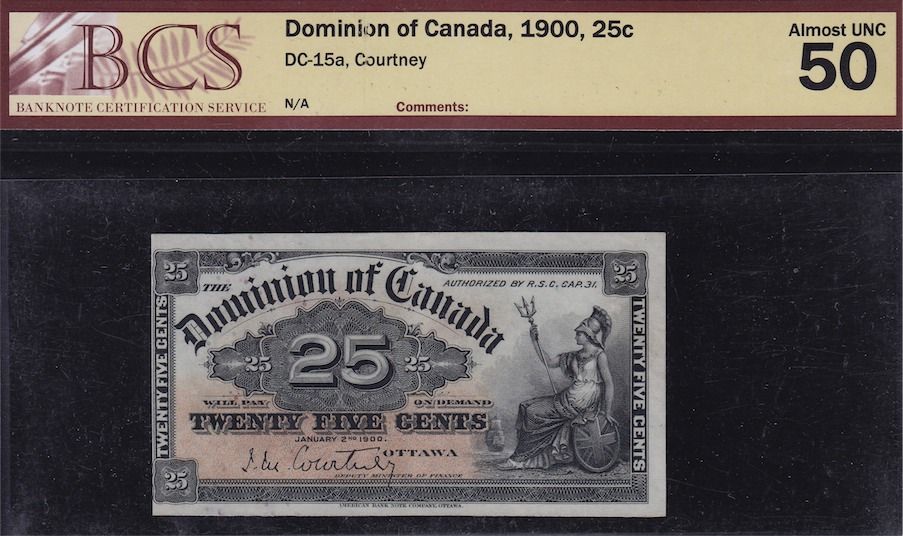 BCS
BANKNOTE CERTIFICATION SERVICE
Dominion of Canada, 1900, 25c
DC-15a, Courtney
N/A
Comments:
Almost UNC
50
25
25
THE
Dominion of Canada
AUTHORIZED BY R.S.C. CAP. 31.
TWENTY FIVE CENTS
25
25
25
TWENTY FIVE CENTS
WILL PAY ON DEMAND
TWENTY FIVE CENTS
JANUARY 2ND 1900.
OTTAWA
J. M. Courtney
DEPUTY MINISTER OF FINANCE
25
AMERICAN BANK NOTE COMPANY, OTTAWA.